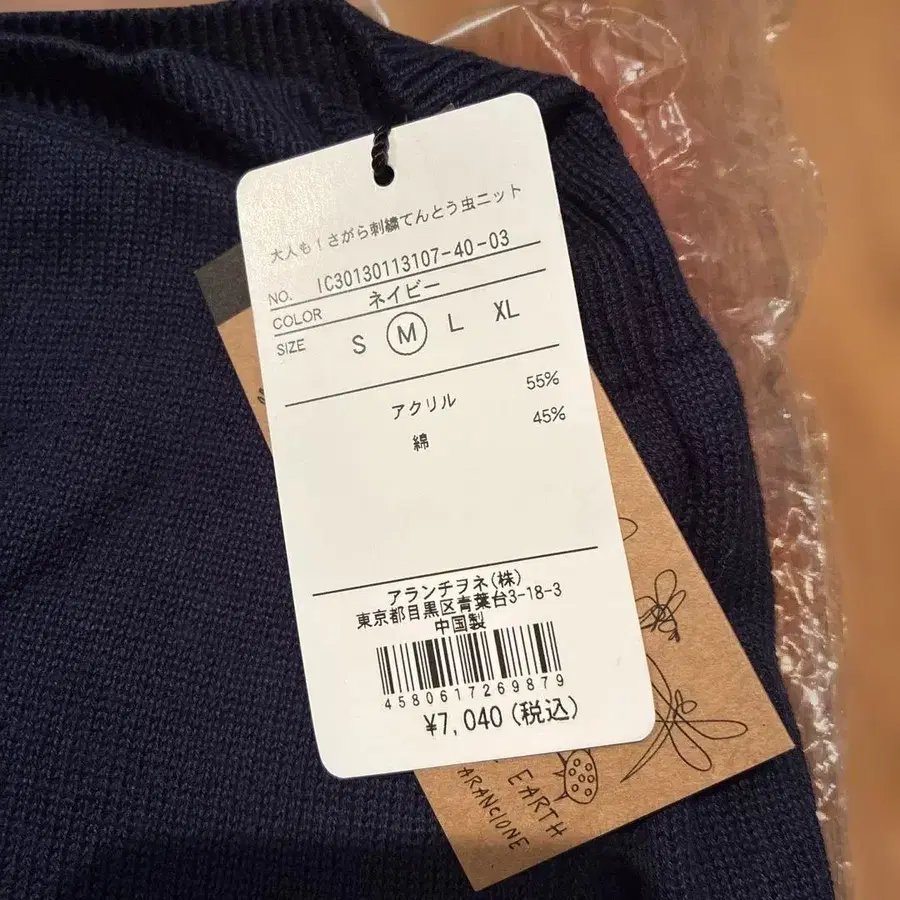 大人も!さがら刺繍てんとう虫ニット
NO. IC30130113107-40-03
COLOR ネイビー
SIZE S M L XL
アクリル 55%
綿 45%
アランチヲネ(株)
東京都目黒区青葉台3-18-3
中国製
4580617269879
¥7,040(税込)
EARTH
ARANCIONE